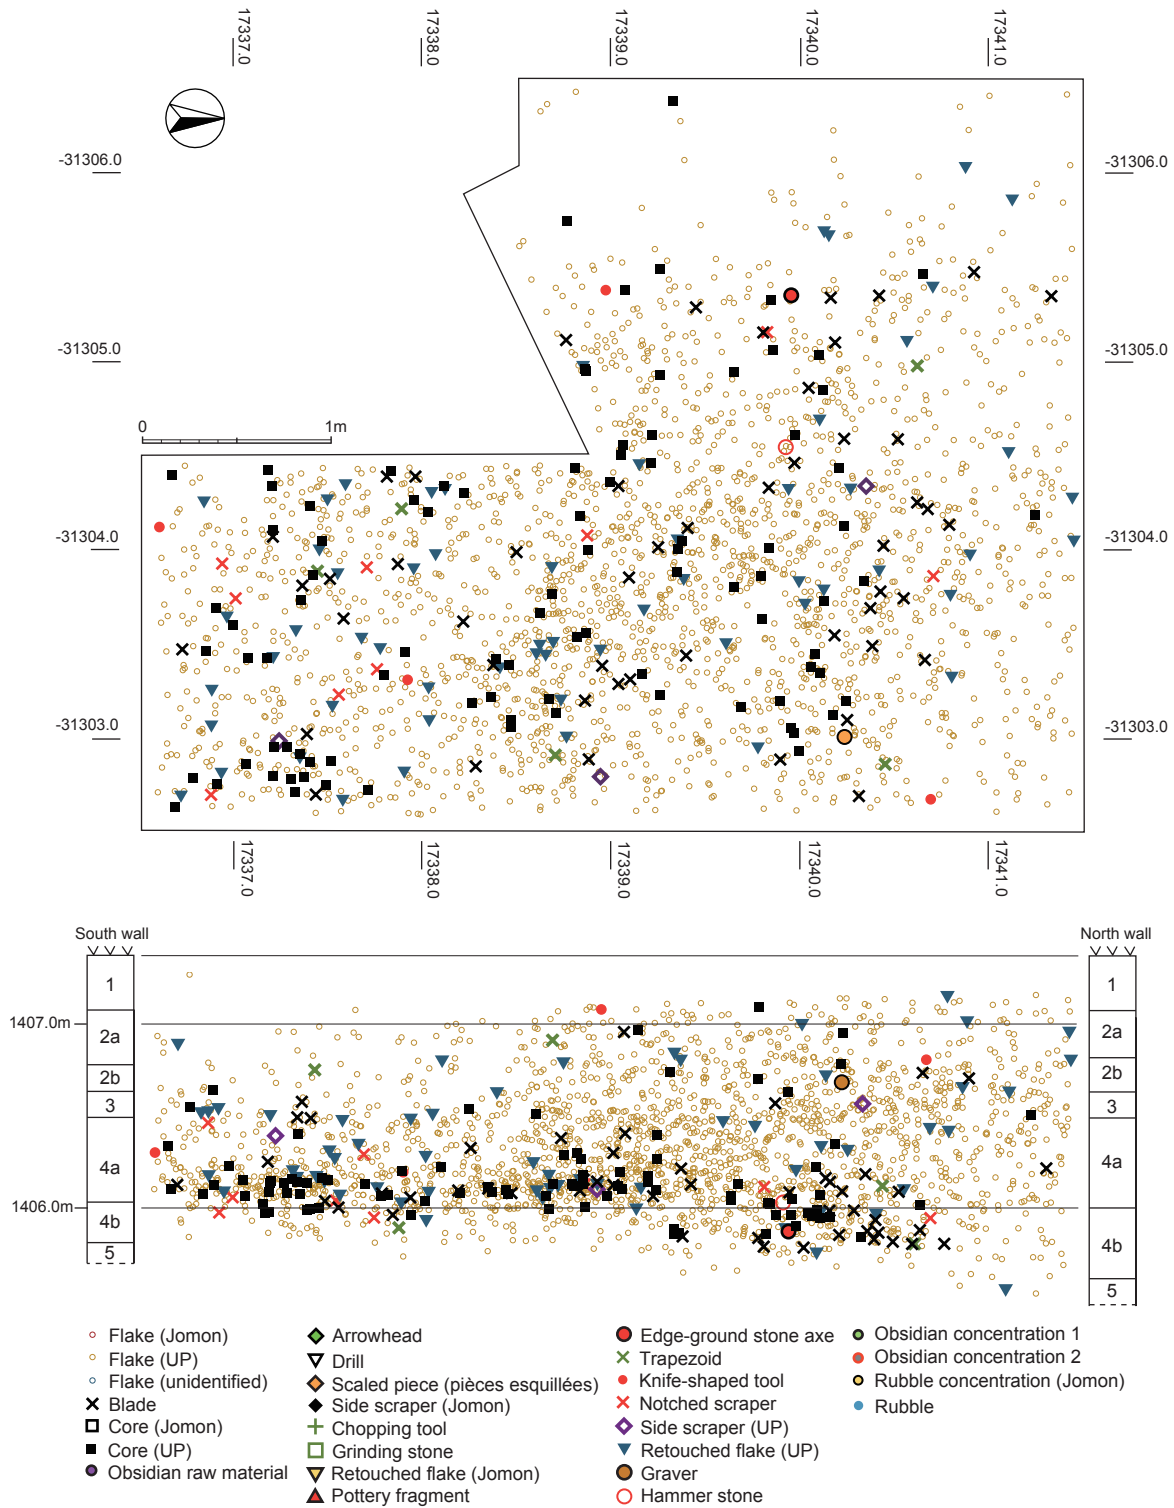 17337.0 17338.0 17339.0 17340.0 17341.0
-31306.0 -31306.0
-31305.0 -31305.0
0 1m
-31304.0 -31304.0
-31303.0 -31303.0
17337.0 17338.0 17339.0 17340.0 17341.0
South wall North wall
1 1
1407.0m
2a 2a
2b 2b
3 3
4a 4a
1406.0m
4b 4b
5 5
Flake (Jomon)
Flake (UP)
Flake (unidentified)
Blade
Core (Jomon)
Core (UP)
Obsidian raw material
Arrowhead
Drill
Scaled piece (pièces esquillées)
Side scraper (Jomon)
Chopping tool
Grinding stone
Retouched flake (Jomon)
Pottery fragment
Edge-ground stone axe
Trapezoid
Knife-shaped tool
Notched scraper
Side scraper (UP)
Retouched flake (UP)
Graver
Hammer stone
Obsidian concentration 1
Obsidian concentration 2
Rubble concentration (Jomon)
Rubble